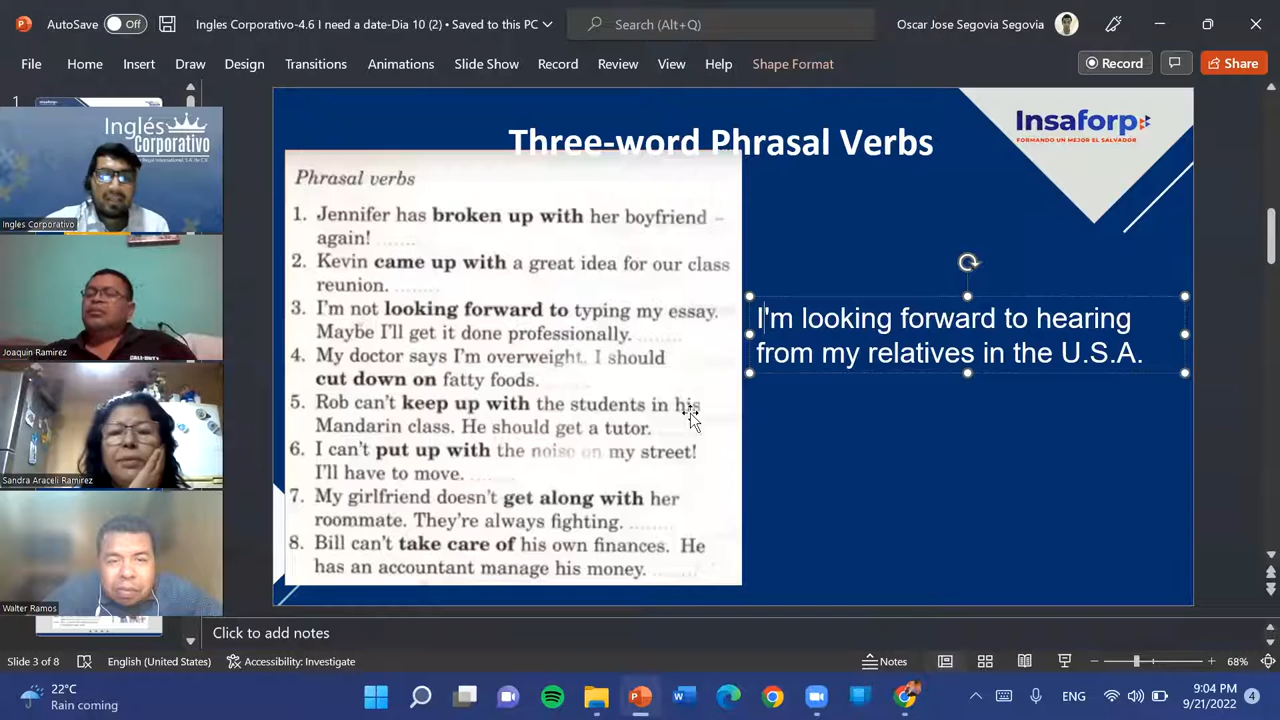 AutoSave Off Ingles Corporativo-4.6 I need a date-Dia 10 (2) • Saved to this PC Search (Alt+Q) Oscar Jose Segovia Segovia
File Home Insert Draw Design Transitions Animations Slide Show Record Review View Help Shape Format Record Share
1
Inglés
Corporativo
Ingles Corporativo
Joaquin Ramirez
Sandra Araceli Ramirez
Walter Ramos
Three-word Phrasal Verbs
Insaforp
FORMANDO UN MEJOR EL SALVADOR
Phrasal verbs
1. Jennifer has broken up with her boyfriend –
again! ........
2. Kevin came up with a great idea for our class
reunion. ........
3. I'm not looking forward to typing my essay.
Maybe I'll get it done professionally. ........
4. My doctor says I'm overweight. I should
cut down on fatty foods.
5. Rob can't keep up with the students in his
Mandarin class. He should get a tutor.
6. I can't put up with the noise on my street!
I'll have to move. ........
7. My girlfriend doesn't get along with her
roommate. They're always fighting. ........
8. Bill can't take care of his own finances. He
has an accountant manage his money. ........
I'm looking forward to hearing
from my relatives in the U.S.A.
Click to add notes
Slide 3 of 8 English (United States) Accessibility: Investigate Notes 68%
22°C
Rain coming
ENG
9:04 PM
9/21/2022
4